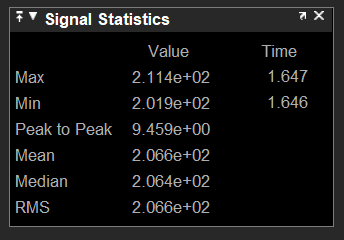 Signal Statistics
Value Time
Max 2.114e+02 1.647
Min 2.019e+02 1.646
Peak to Peak 9.459e+00
Mean 2.066e+02
Median 2.064e+02
RMS 2.066e+02